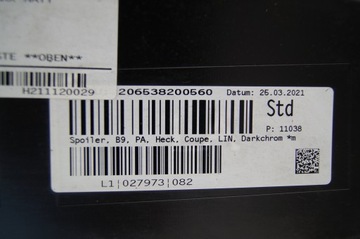 STE **OBEN**
H211120029
206538200560
Datum: 25.03.2021
Std
P: 11038
Spoiler, B9, PA, Heck, Coupe, LIN, Darkchrom *m
L1|027973|082